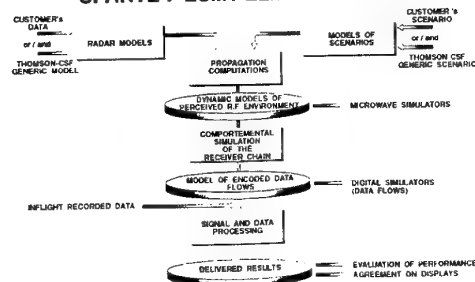 CUSTOMER's
DATA
or / and
THOMSON-CSF
GENERIC MODEL
RADAR MODELS
MODELS OF
SCENARIOS
CUSTOMER's
SCENARIO
or / and
THOMSON CSF
GENERIC SCENARIO
PROPAGATION
COMPUTATIONS
DYNAMIC MODELS OF
PERCEIVED R.F ENVIRONMENT
MICROWAVE SIMULATORS
COMPORTEMENTAL
SIMULATION
OF THE
RECEIVER CHAIN
MODEL OF ENCODED DATA
FLOWS
DIGITAL SIMULATORS
(DATA FLOWS)
INFLIGHT RECORDED DATA
SIGNAL AND DATA
PROCESSING
DELIVERED RESULTS
EVALUATION OF PERFORMANCE
AGREEMENT ON DISPLAYS